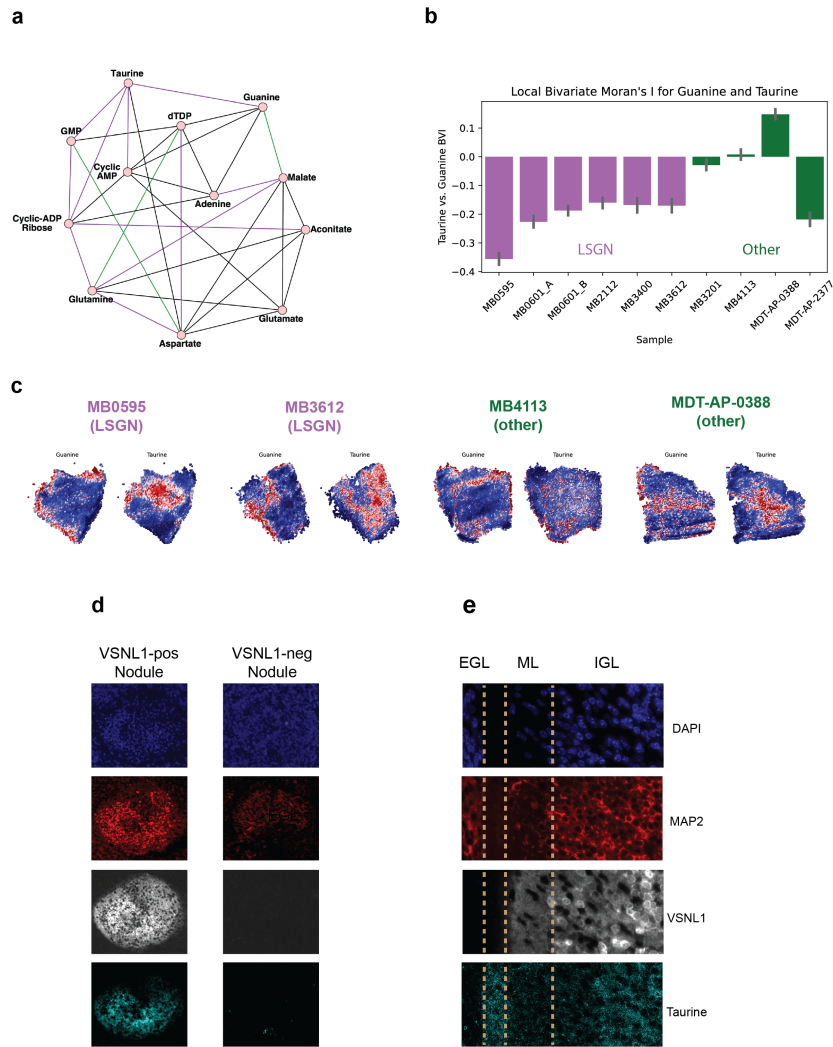 a
Taurine
Guanine
dTDP
GMP
Cyclic
AMP
Malate
Adenine
Cyclic-ADP
Ribose
Aconitate
Glutamine
Glutamate
Aspartate
b
Local Bivariate Moran's I for Guanine and Taurine
Taurine vs. Guanine BVI
0.1
0.0
−0.1
−0.2
−0.3
−0.4
LSGN
Other
MB0595
MB0601_A
MB0601_B
MB2112
MB3400
MB3612
MB3201
MB4113
MDT-AP-0388
MDT-AP-2377
Sample
c
MB0595
(LSGN)
MB3612
(LSGN)
MB4113
(other)
MDT-AP-0388
(other)
Guanine Taurine
Guanine Taurine
Guanine Taurine
Guanine Taurine
d
VSNL1-pos
Nodule
VSNL1-neg
Nodule
EGL
e
EGL ML IGL
DAPI
MAP2
VSNL1
Taurine